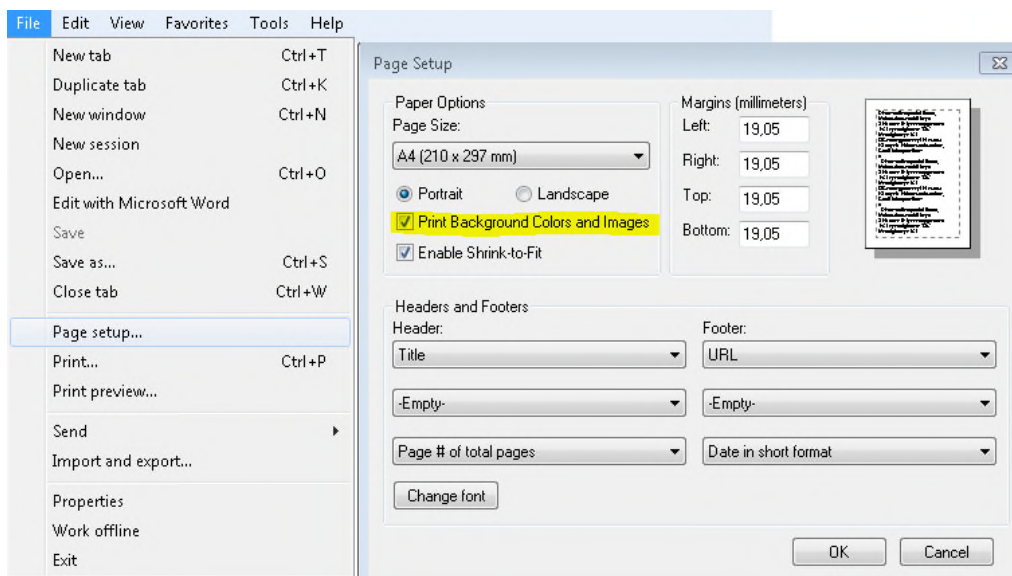 File Edit View Favorites Tools Help
New tab Ctrl+T
Duplicate tab Ctrl+K
New window Ctrl+N
New session
Open... Ctrl+O
Edit with Microsoft Word
Save
Save as... Ctrl+S
Close tab Ctrl+W
Page setup...
Print... Ctrl+P
Print preview...
Send
Import and export...
Properties
Work offline
Exit
Page Setup
Paper Options
Page Size:
A4 (210 x 297 mm)
Portrait Landscape
Print Background Colors and Images
Enable Shrink-to-Fit
Margins (millimeters)
Left: 19,05
Right: 19,05
Top: 19,05
Bottom: 19,05
Headers and Footers
Header: Footer:
Title URL
-Empty- -Empty-
Page # of total pages Date in short format
Change font
OK Cancel